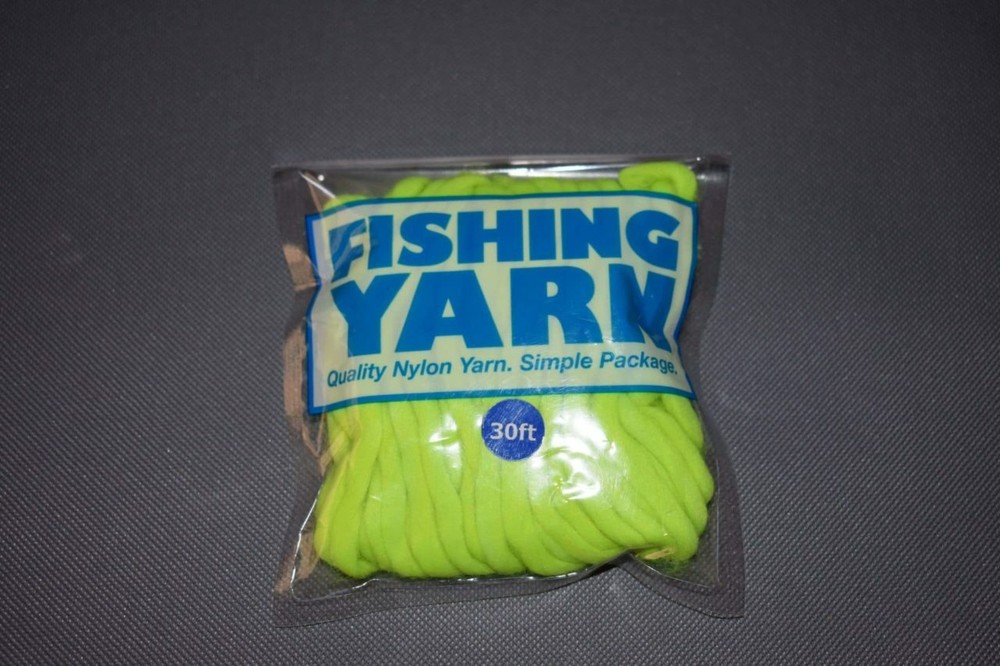 FISHING
YARN
Quality Nylon Yarn. Simple Package.
30ft